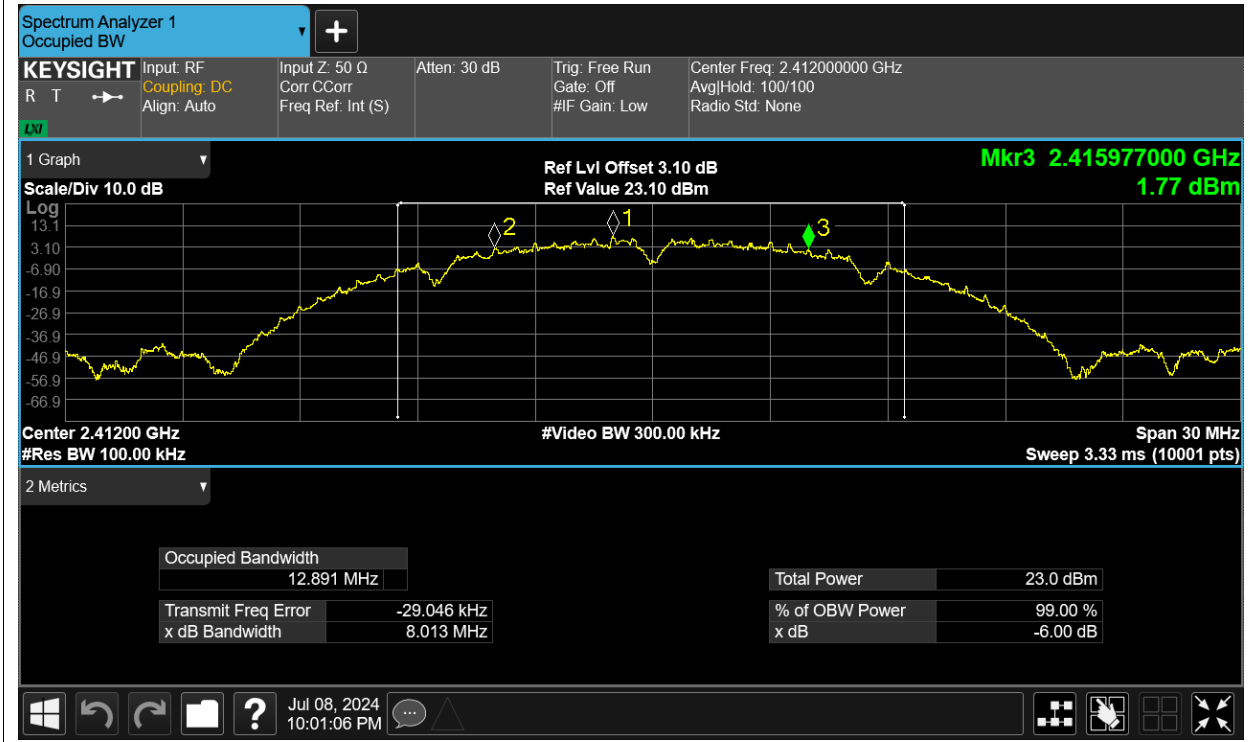 Spectrum Analyzer 1
Occupied BW
KEYSIGHT
R T
LXI
Input: RF
Coupling: DC
Align: Auto
Input Z: 50 Ω
Corr CCorr
Freq Ref: Int (S)
Atten: 30 dB
Trig: Free Run
Gate: Off
#IF Gain: Low
Center Freq: 2.412000000 GHz
Avg|Hold: 100/100
Radio Std: None
1 Graph
Scale/Div 10.0 dB
Ref Lvl Offset 3.10 dB
Ref Value 23.10 dBm
Mkr3 2.415977000 GHz
1.77 dBm
Log
13.1
3.10
-6.90
-16.9
-26.9
-36.9
-46.9
-56.9
-66.9
2
1
3
Center 2.41200 GHz
#Res BW 100.00 kHz
#Video BW 300.00 kHz
Span 30 MHz
Sweep 3.33 ms (10001 pts)
2 Metrics
Occupied Bandwidth
12.891 MHz
Transmit Freq Error -29.046 kHz
x dB Bandwidth 8.013 MHz
Total Power 23.0 dBm
% of OBW Power 99.00 %
x dB -6.00 dB
?
Jul 08, 2024
10:01:06 PM